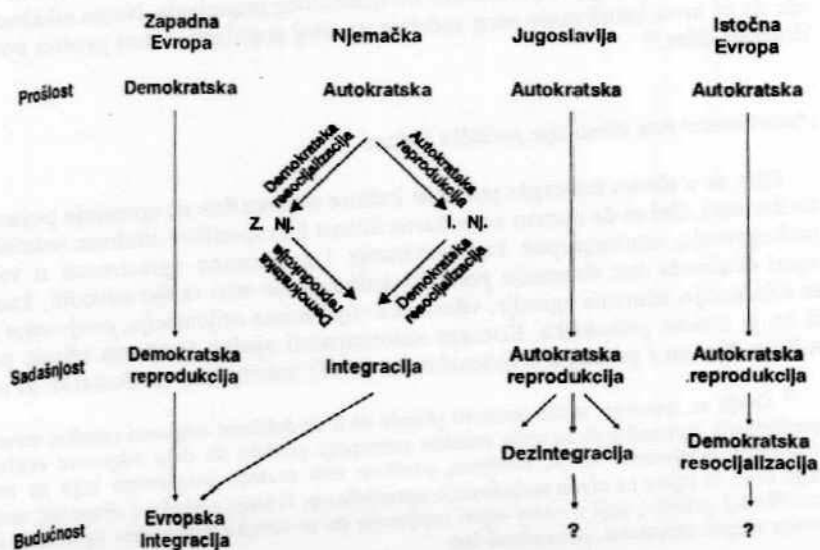 Zapadna
Evropa
Njemačka
Jugoslavija
Istočna
Evropa
Prošlost
Demokratska
Autokratska
Autokratska
Autokratska
Demokratska
resocijalizacija
Autokratska
reprodukcija
Z. Nj.
I. Nj.
Demokratska
reprodukcija
Demokratska
resocijalizacija
Sadašnjost
Demokratska
reprodukcija
Integracija
Autokratska
reprodukcija
Autokratska
reprodukcija
Dezintegracija
Demokratska
resocijalizacija
Budućnost
Evropska
Integracija
?
?